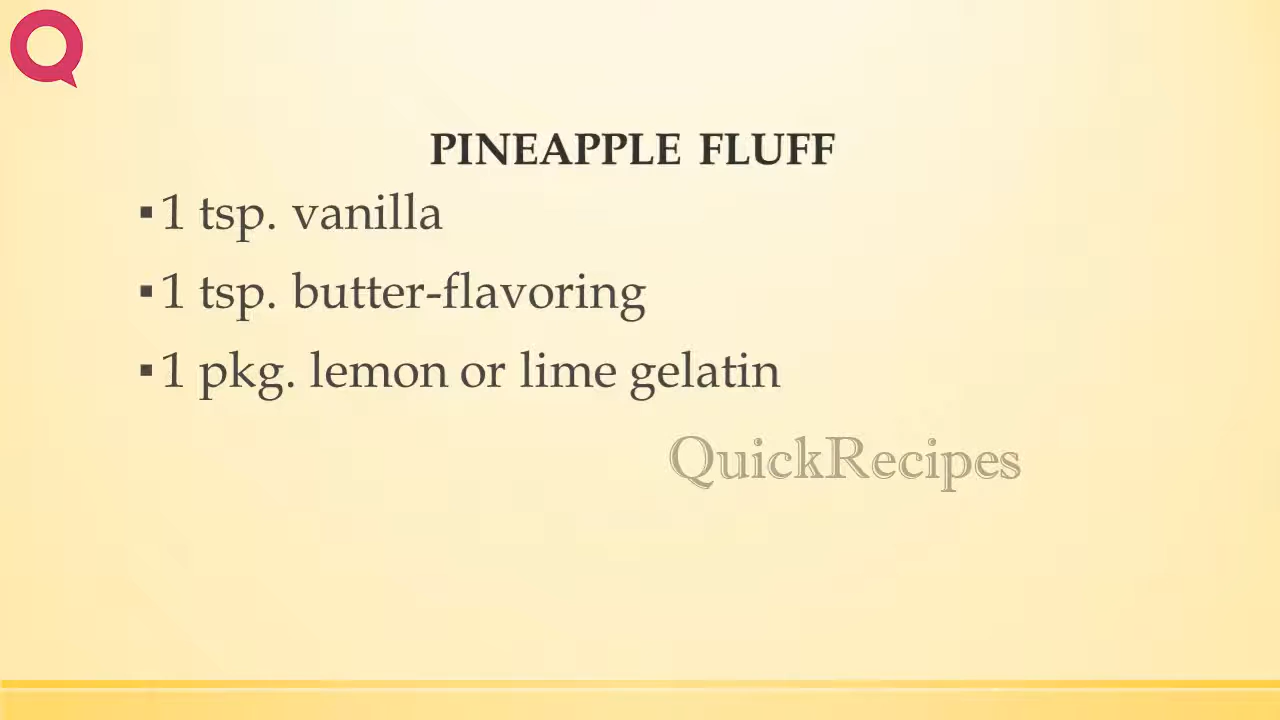 PINEAPPLE FLUFF
▪1 tsp. vanilla
▪1 tsp. butter-flavoring
▪1 pkg. lemon or lime gelatin
QuickRecipes